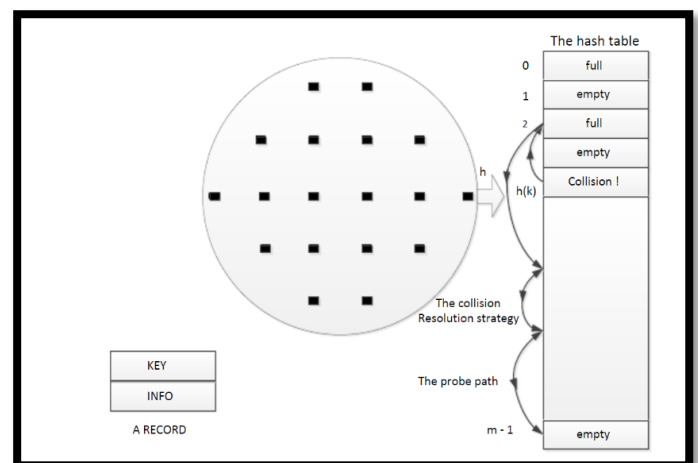 The hash table
0
full
1
empty
2
full
empty
h
h(k)
Collision !
The collision
Resolution strategy
The probe path
KEY
INFO
A RECORD
m - 1
empty